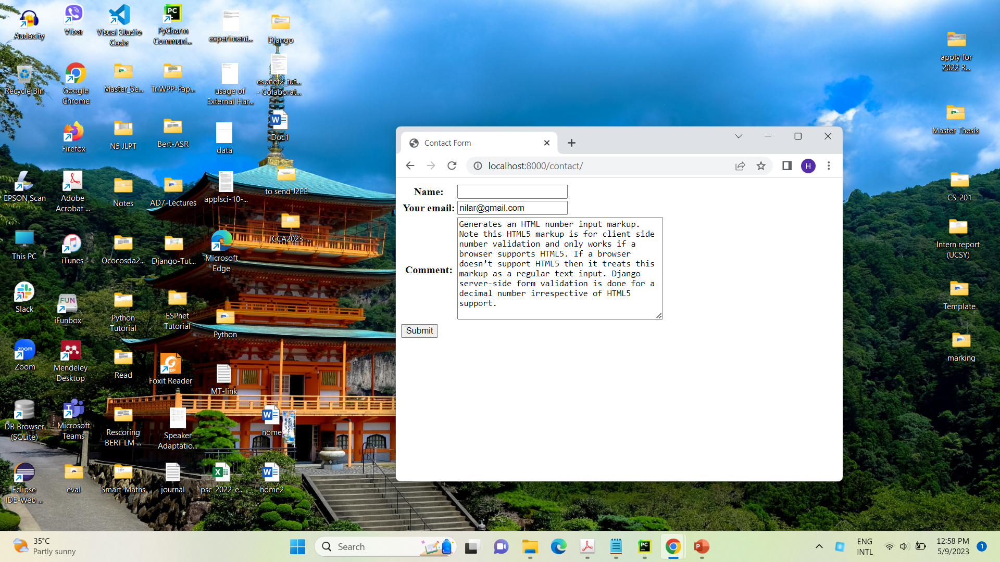 Audacity
Viber
Visual Studio
Code
PyCharm
Communi...
experiment...
Django
Recycle Bin
Google
Chrome
Master_Se...
Tr.WPP-Pap...
usage of
External Har...
espnet2_tut...
- Colaborat...
Firefox
N5 JLPT
Bert-ASR
data
Doc1
EPSON Scan
Adobe
Acrobat ...
Notes
AD7-Lectures
applsci-10-...
to send J2EE
This PC
iTunes
Ococosda2...
Django-Tut...
Microsoft
Edge
ICCA2023-...
Slack
iFunbox
Python
Tutorial
ESPnet
Tutorial
Python
Zoom
Mendeley
Desktop
Read
Foxit Reader
MT-link
DB Browser
(SQLite)
Microsoft
Teams
Rescoring
BERT LM ...
Speaker
Adaptatio...
home
Eclipse
IDE-Web ...
eval
Smart-Maths
journal
psc-2022-e...
home2
apply for
2022 R...
Master Thesis
CS-201
Intern report
(UCSY)
Template
marking
Contact Form
localhost:8000/contact/
H
Name:
Your email: nilar@gmail.com
Comment:
Generates an HTML number input markup.
Note this HTML5 markup is for client side
number validation and only works if a
browser supports HTML5. If a browser
doesn’t support HTML5 then it treats this
markup as a regular text input. Django
server-side form validation is done for a
decimal number irrespective of HTML5
support.
Submit
35°C
Partly sunny
Search
ENG
INTL
12:58 PM
5/9/2023
1